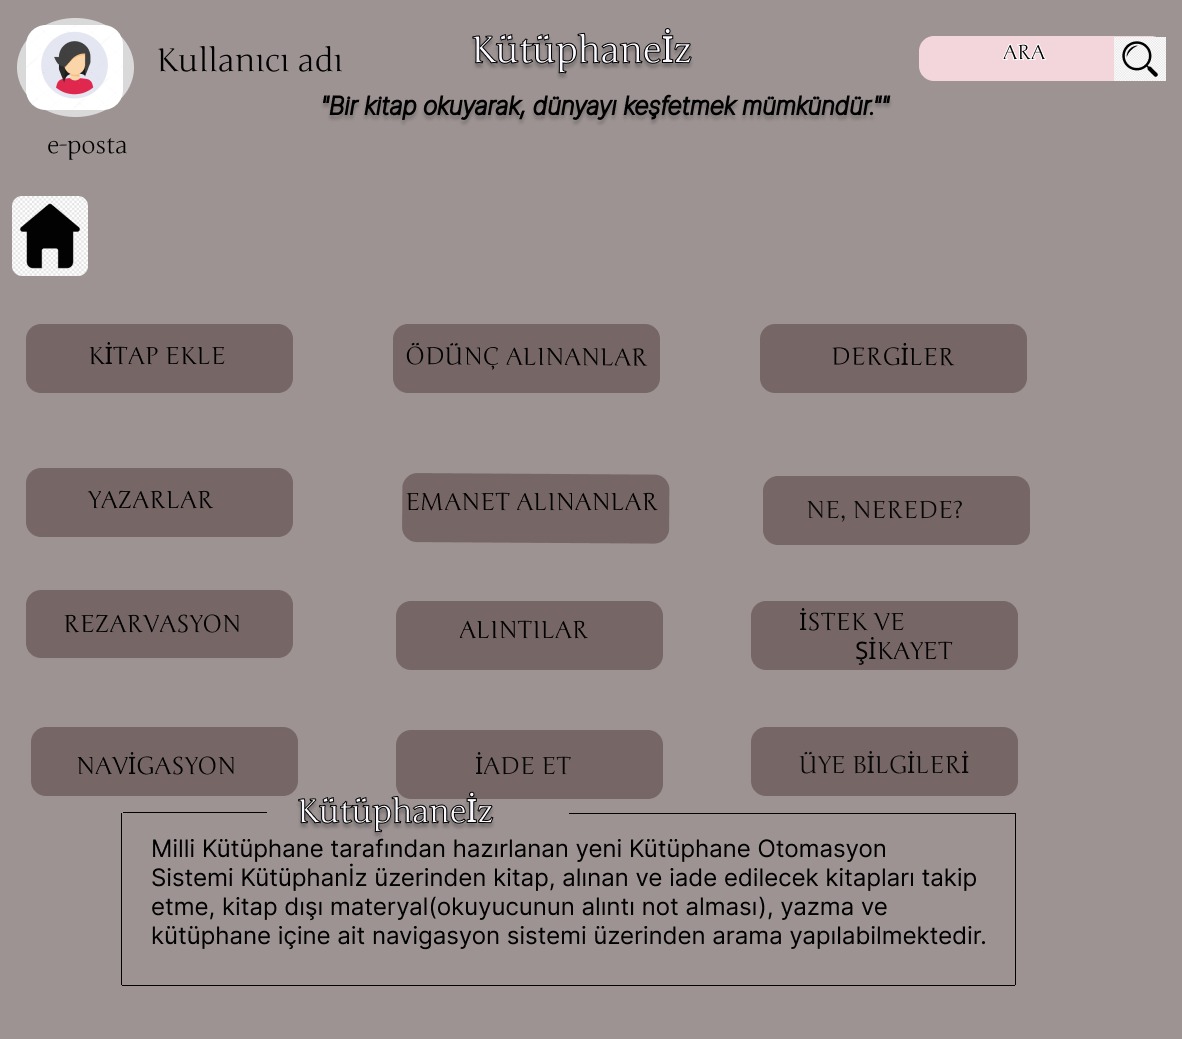 Kullanıcı adı
Kütüphaneİz
ARA
"Bir kitap okuyarak, dünyayı keşfetmek mümkündür.""
e-posta
KİTAP EKLE
ÖDÜNÇ ALINANLAR
DERGİLER
YAZARLAR
EMANET ALINANLAR
NE, NEREDE?
REZARVASYON
ALINTILAR
İSTEK VE
ŞİKAYET
NAVİGASYON
İADE ET
ÜYE BİLGİLERİ
Kütüphaneİz
Milli Kütüphane tarafından hazırlanan yeni Kütüphane Otomasyon
Sistemi Kütüphanİz üzerinden kitap, alınan ve iade edilecek kitapları takip
etme, kitap dışı materyal(okuyucunun alıntı not alması), yazma ve
kütüphane içine ait navigasyon sistemi üzerinden arama yapılabilmektedir.